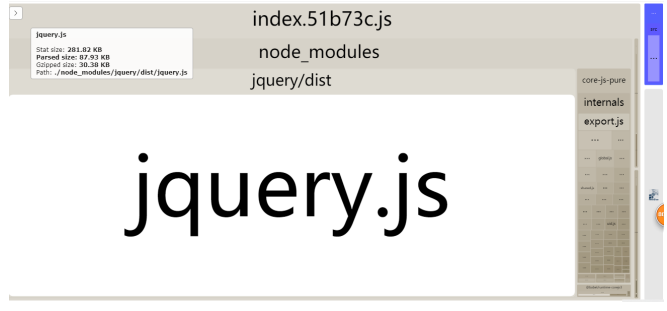 index.51b73c.js
jquery.js
Stat size: 281.82 KB
Parsed size: 87.93 KB
Gzipped size: 30.38 KB
Path: ./node_modules/jquery/dist/jquery.js
node_modules
jquery/dist
core-js-pure
internals
export.js
jquery.js